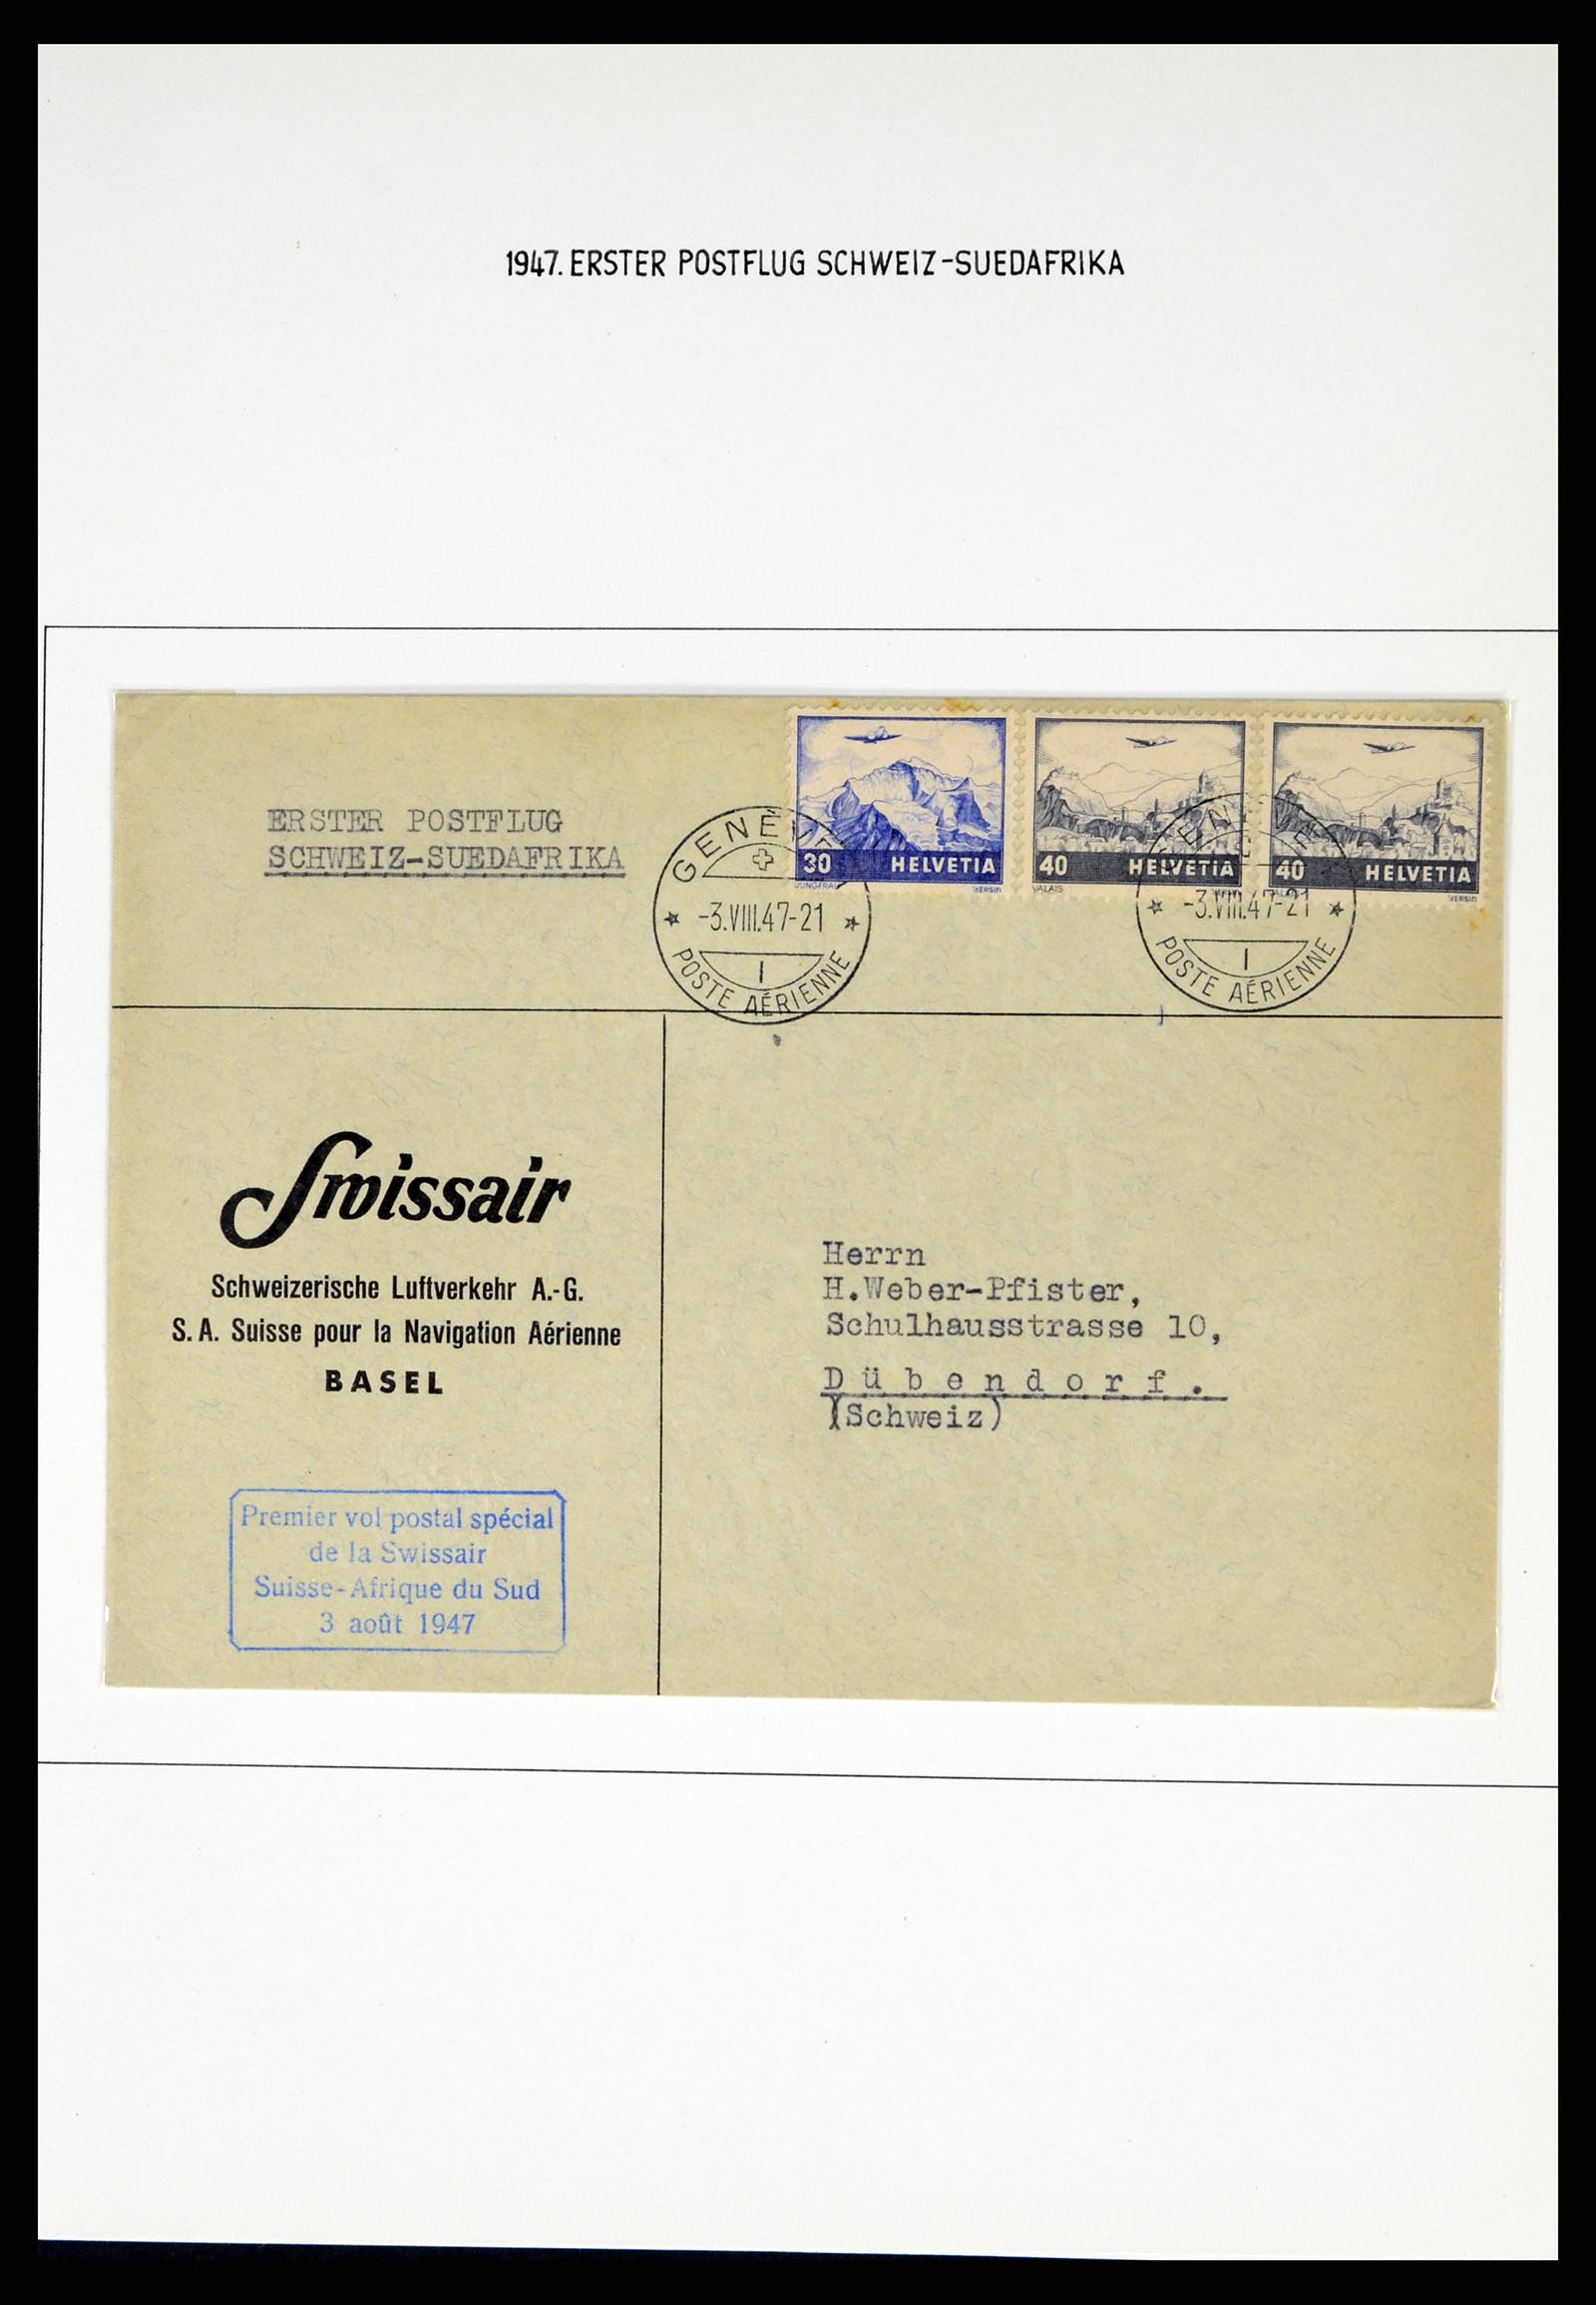 1947. ERSTER POSTFLUG SCHWEIZ-SUEDAFRIKA
ERSTER POSTFLUG
SCHWEIZ-SUEDAFRIKA
30 HELVETIA
JUNGFRAU
40 HELVETIA
VALAIS
40 HELVETIA
GENÈVE
-3.VIII.47-21
1
POSTE AÉRIENNE
-3.VIII.47-21
1
POSTE AÉRIENNE
Swissair
Schweizerische Luftverkehr A.-G.
S.A. Suisse pour la Navigation Aérienne
BASEL
Herrn
H.Weber-Pfister,
Schulhausstrasse 10,
Dübendorf.
(Schweiz)
Premier vol postal spécial
de la Swissair
Suisse-Afrique du Sud
3 août 1947